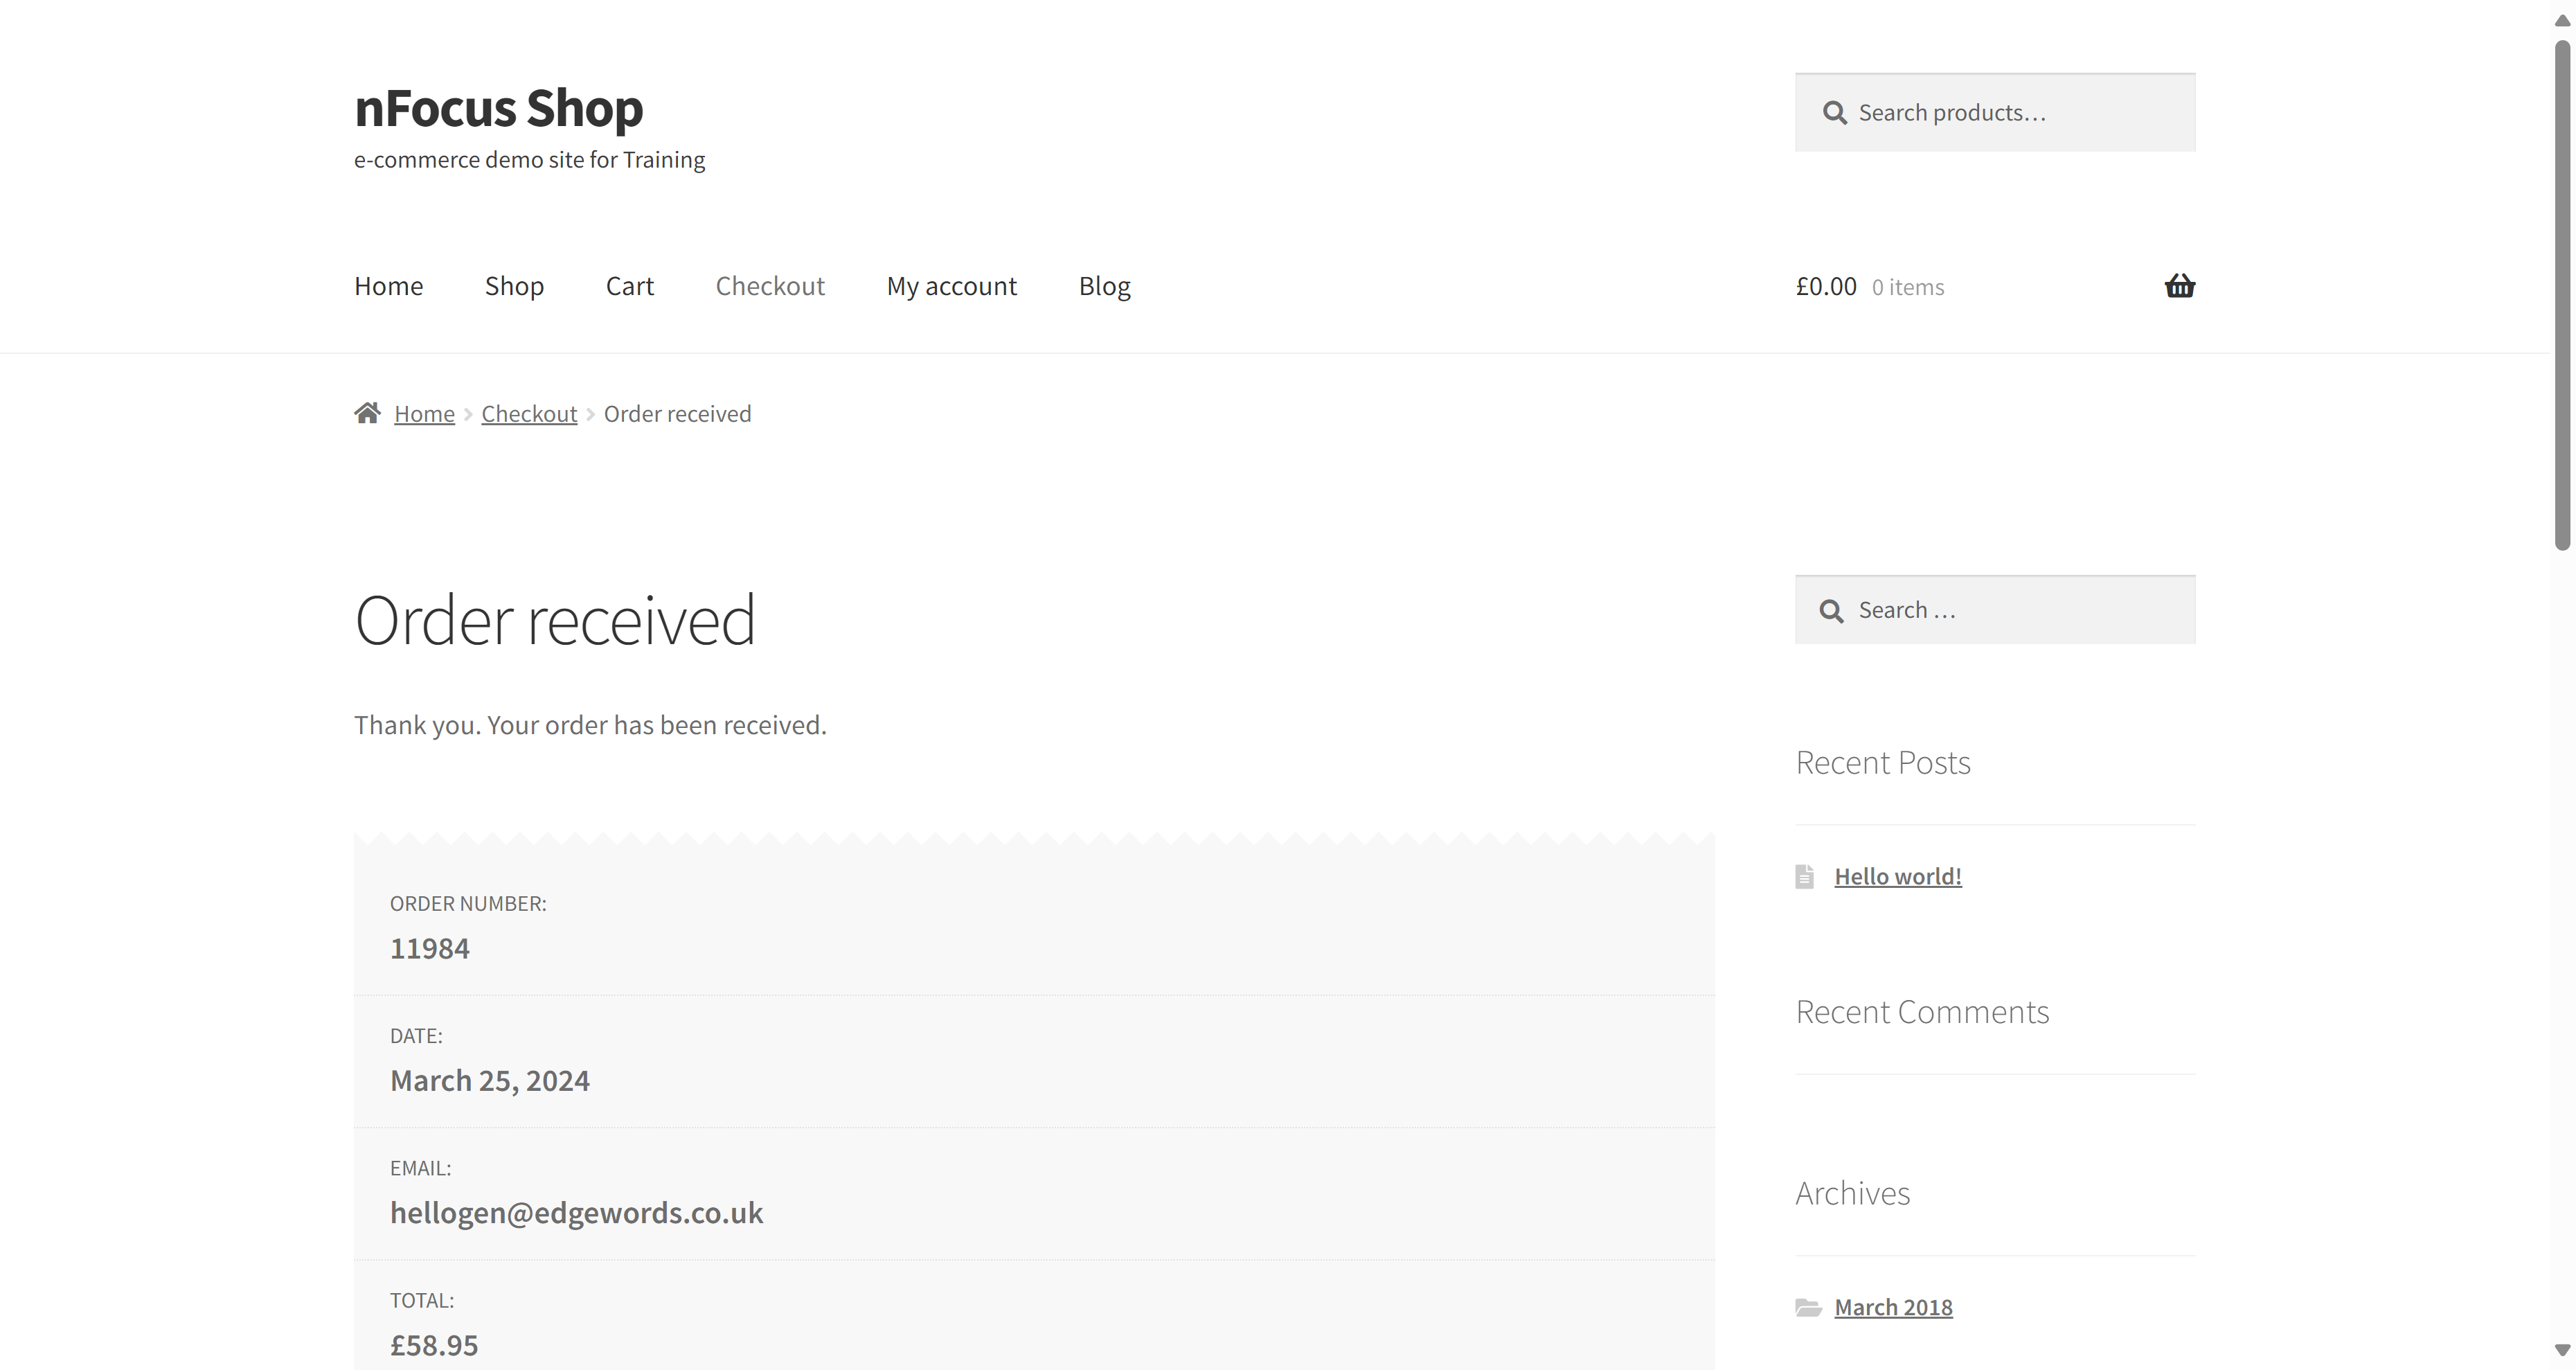 nFocus Shop
e-commerce demo site for Training
Search products…
Home Shop Cart Checkout My account Blog
£0.00 0 items
Home Checkout Order received
Order received
Thank you. Your order has been received.
ORDER NUMBER:
11984
DATE:
March 25, 2024
EMAIL:
hellogen@edgewords.co.uk
TOTAL:
£58.95
Search …
Recent Posts
Hello world!
Recent Comments
Archives
March 2018